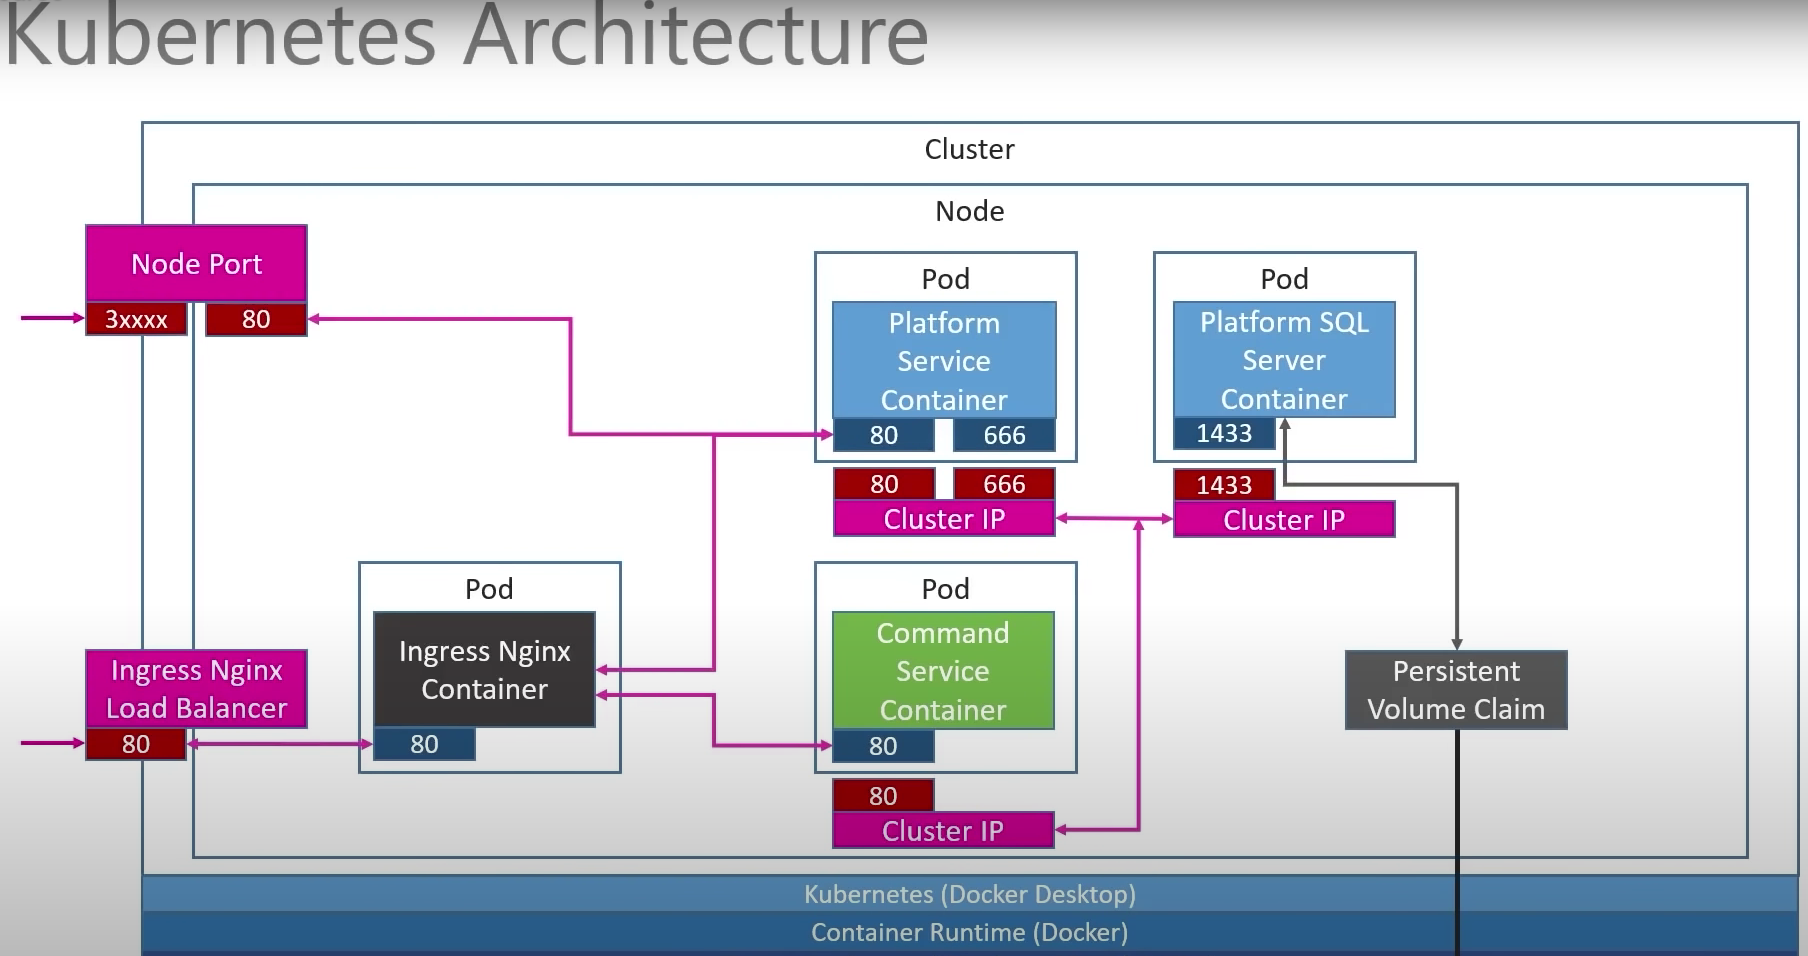 Kubernetes Architecture
Cluster
Node
Node Port
3xxxx
80
Pod
Platform
Service
Container
80
666
80
666
Cluster IP
Pod
Platform SQL
Server
Container
1433
1433
Cluster IP
Ingress Nginx
Load Balancer
80
Pod
Ingress Nginx
Container
80
Pod
Command
Service
Container
80
80
Cluster IP
Persistent
Volume Claim
Kubernetes (Docker Desktop)
Container Runtime (Docker)